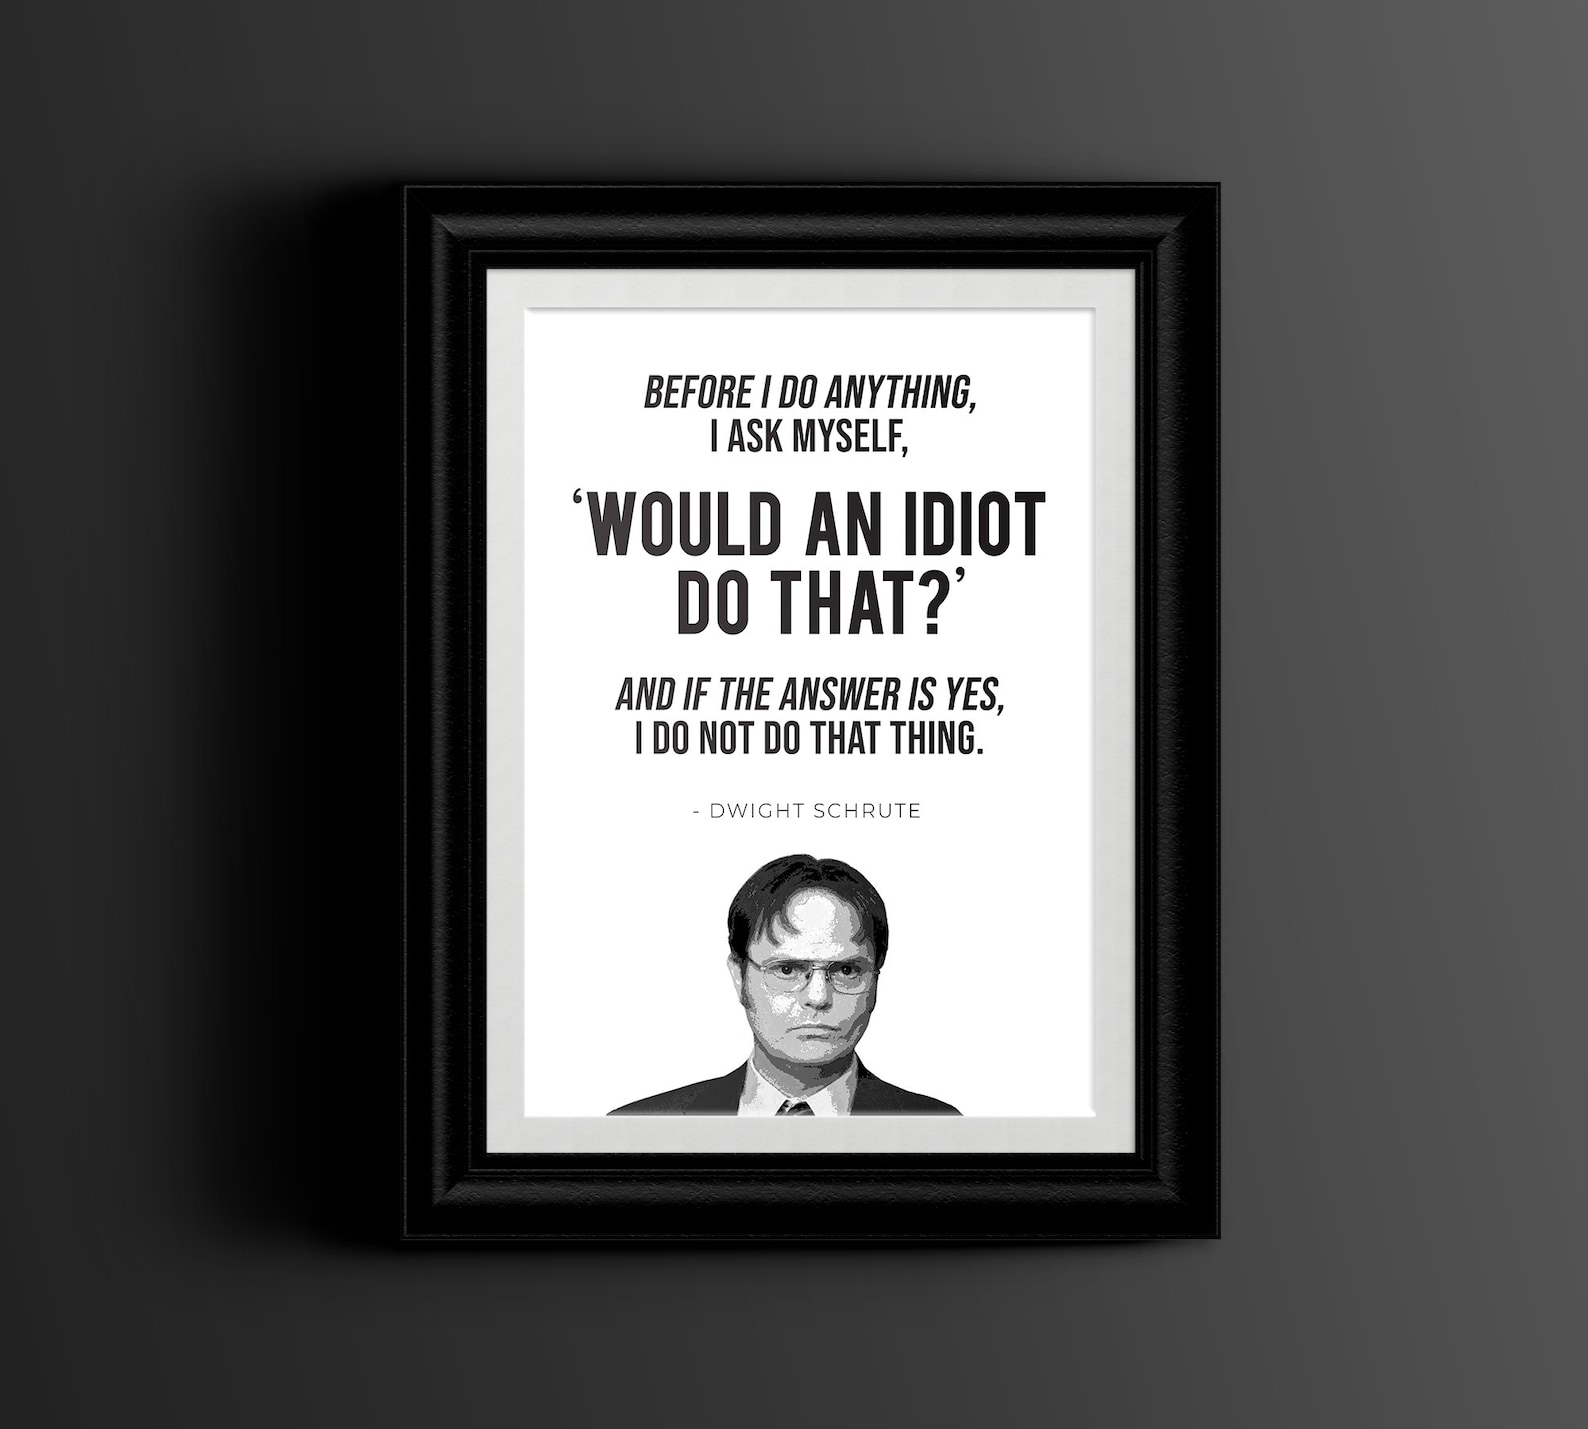 BEFORE I DO ANYTHING,
I ASK MYSELF,
‘WOULD AN IDIOT
DO THAT?’
AND IF THE ANSWER IS YES,
I DO NOT DO THAT THING.
- DWIGHT SCHRUTE